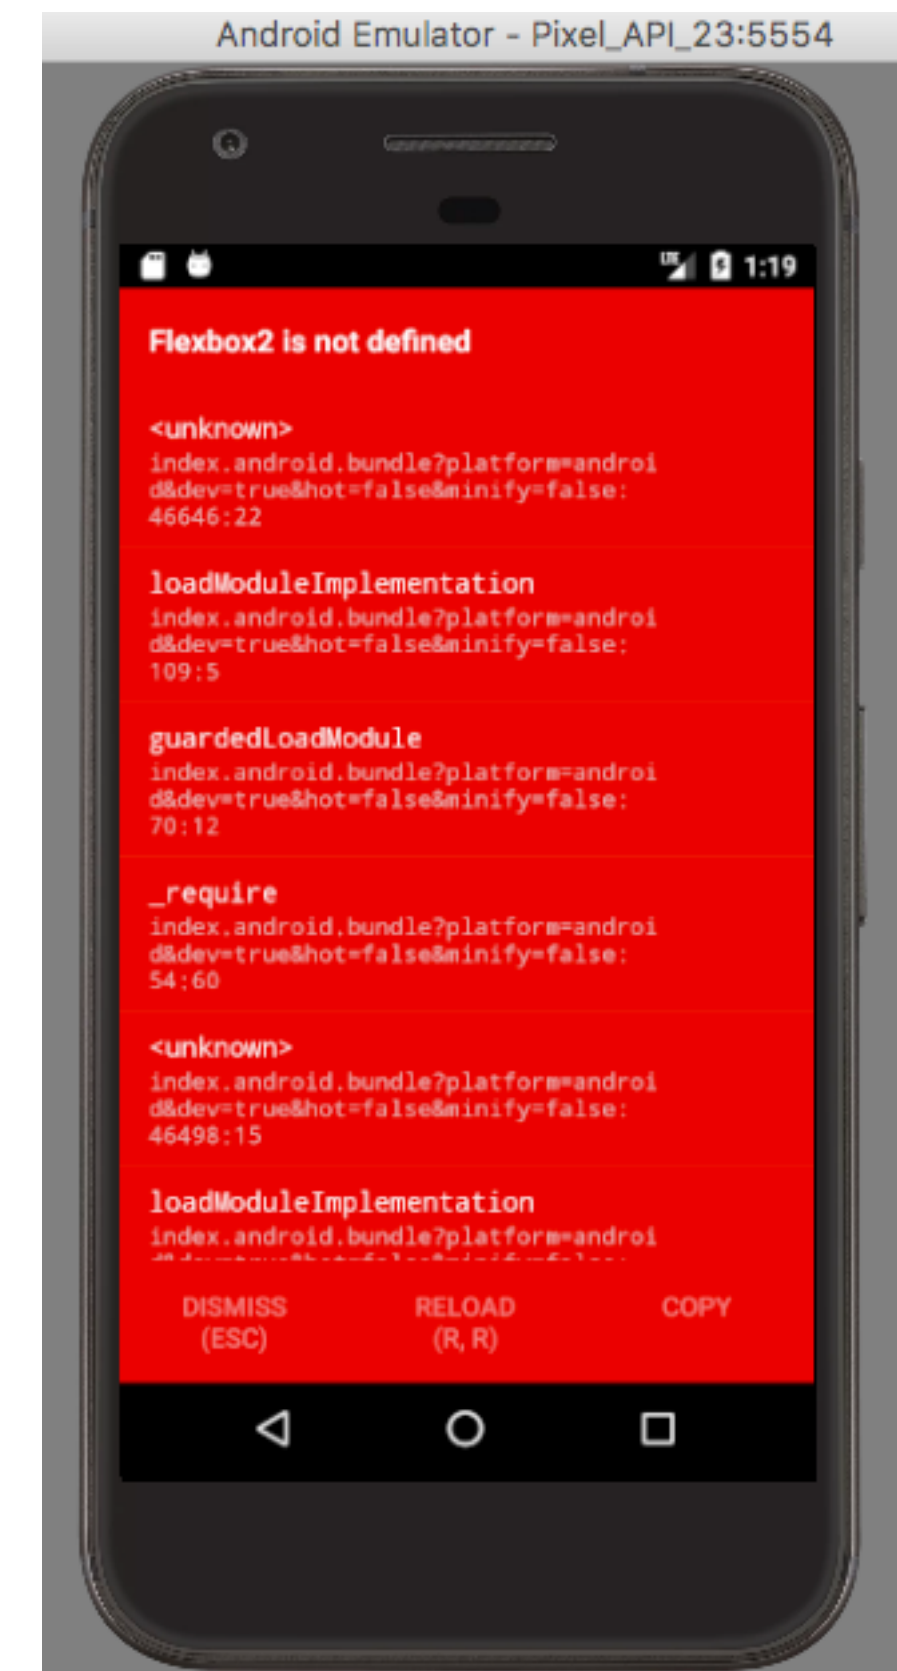 Android Emulator - Pixel_API_23:5554
LTE 1:19
Flexbox2 is not defined
<unknown>
index.android.bundle?platform=androi
d&dev=true&hot=false&minify=false:
46646:22
loadModuleImplementation
index.android.bundle?platform=androi
d&dev=true&hot=false&minify=false:
109:5
guardedLoadModule
index.android.bundle?platform=androi
d&dev=true&hot=false&minify=false:
70:12
_require
index.android.bundle?platform=androi
d&dev=true&hot=false&minify=false:
54:60
<unknown>
index.android.bundle?platform=androi
d&dev=true&hot=false&minify=false:
46498:15
loadModuleImplementation
index.android.bundle?platform=androi
DISMISS RELOAD COPY
(ESC) (R, R)